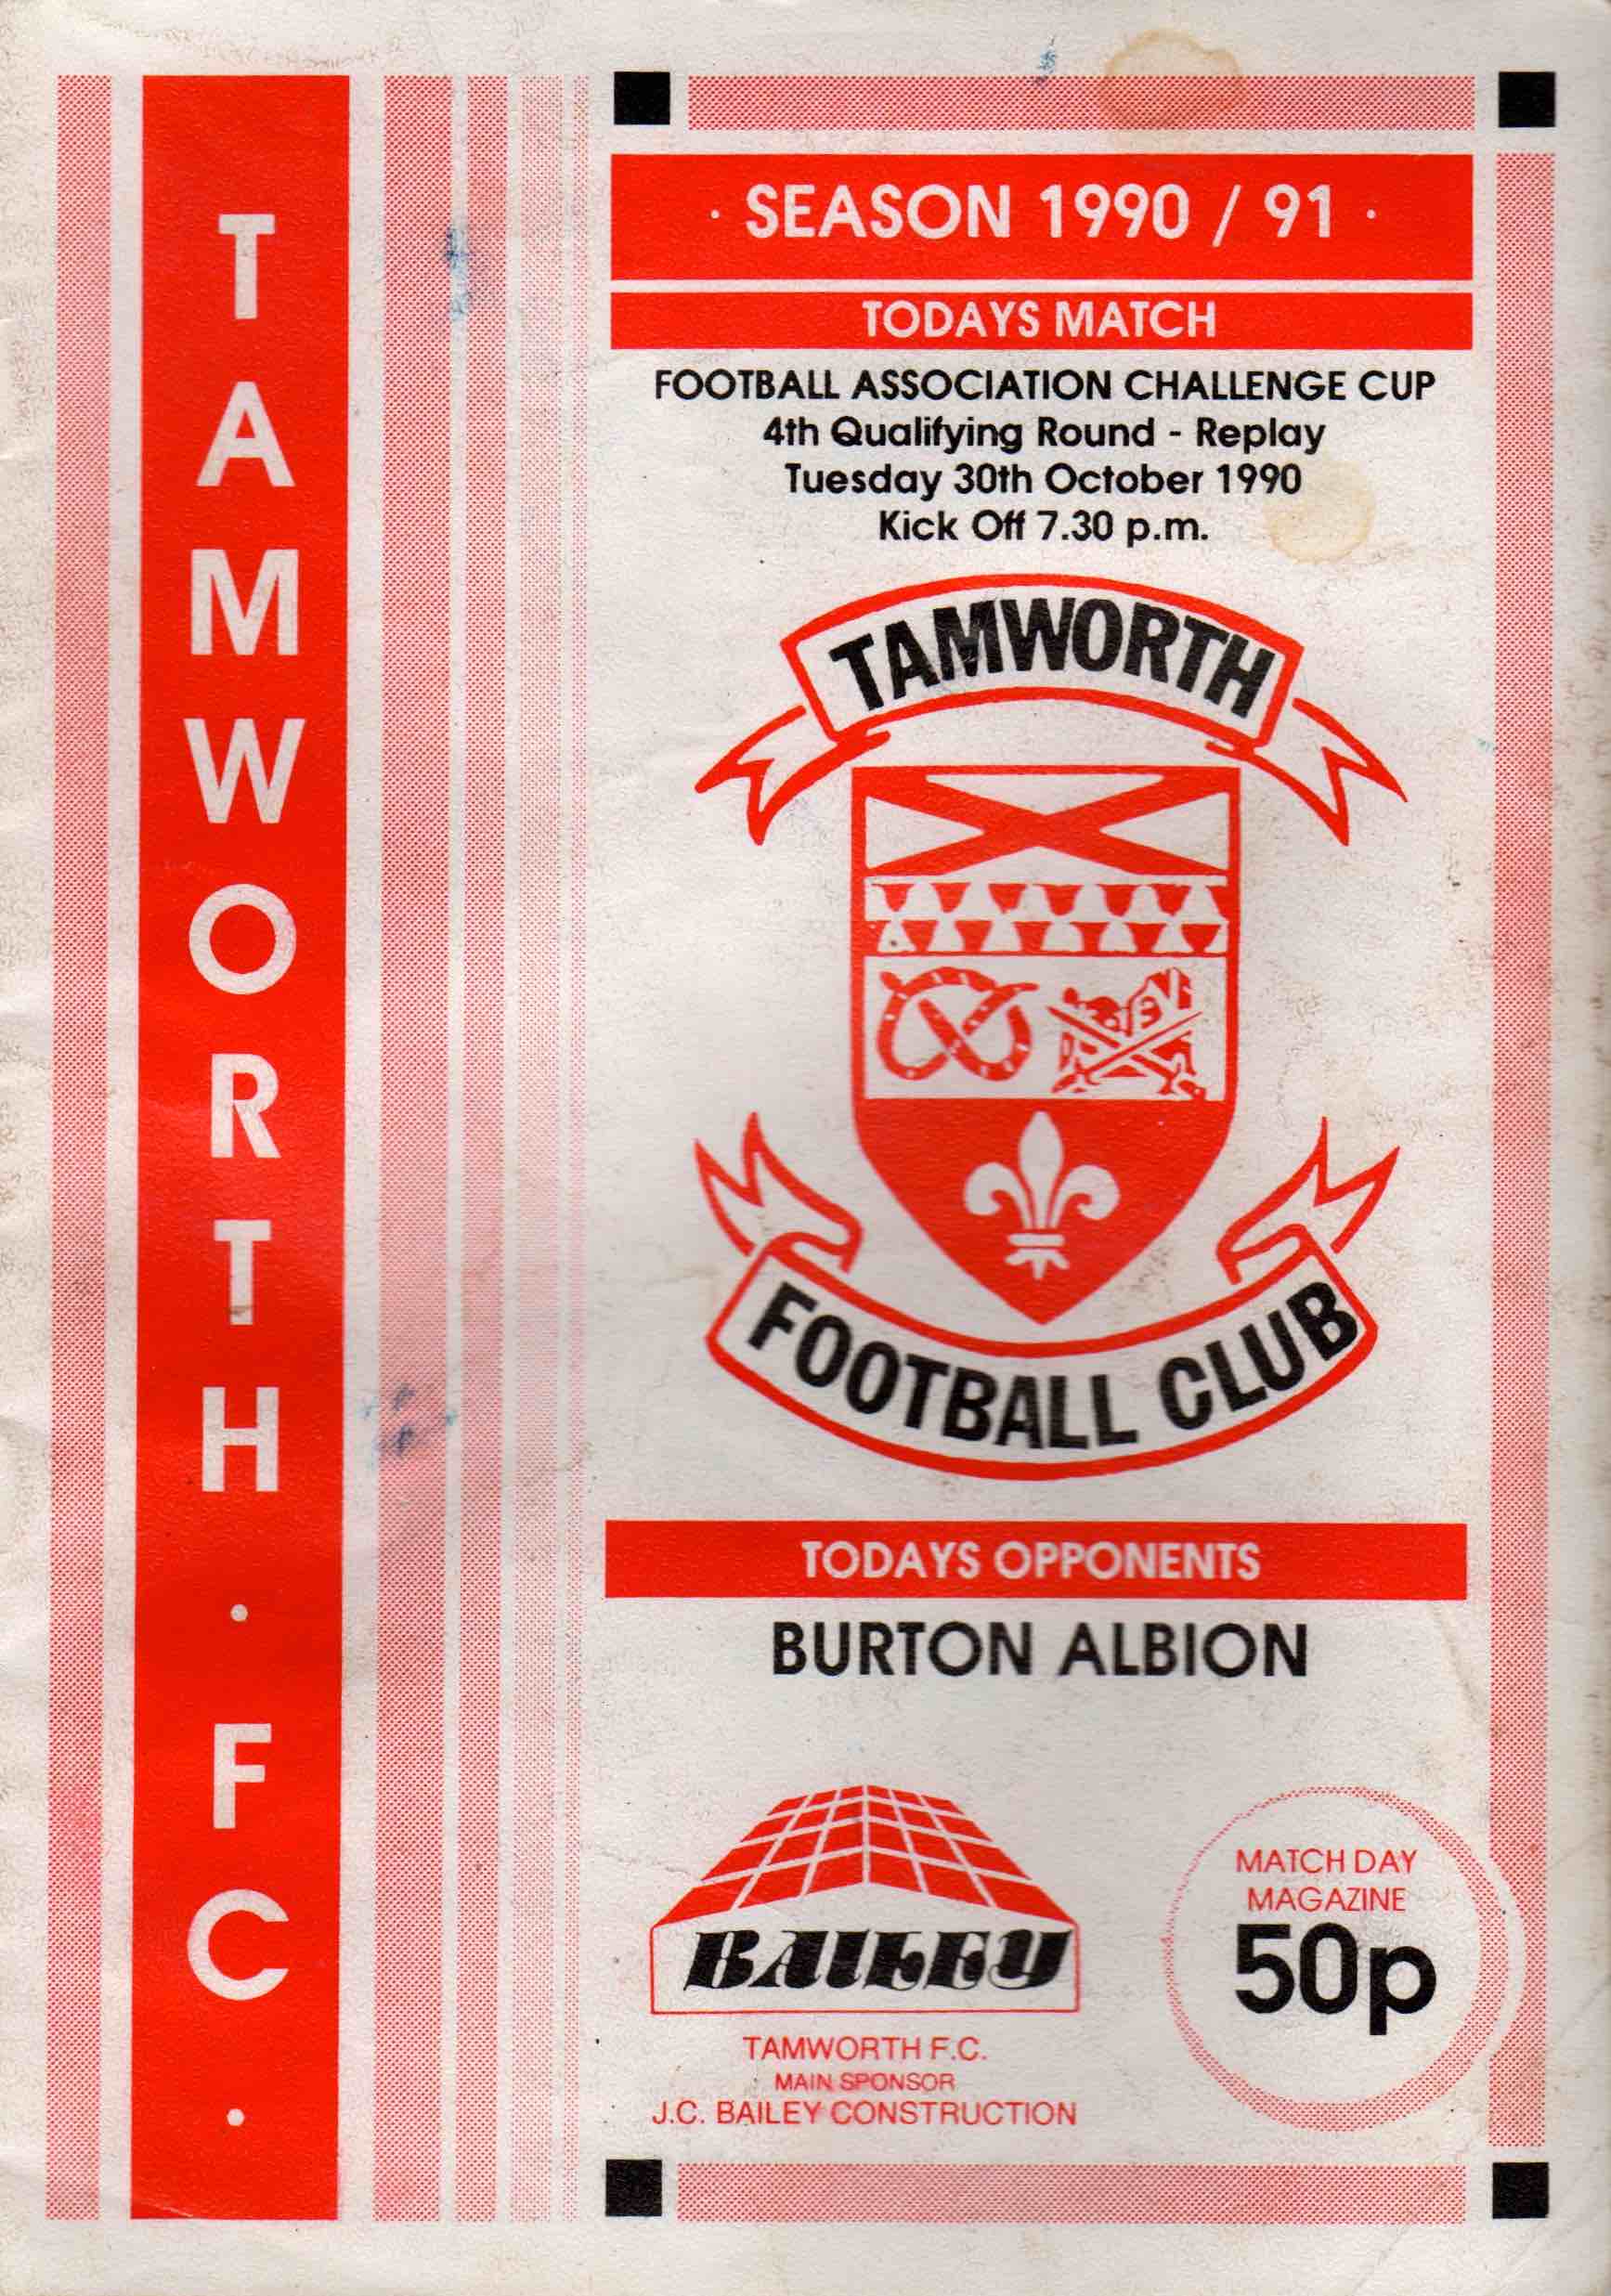 TAMWORTH · FC ·
· SEASON 1990 / 91 ·
TODAYS MATCH
FOOTBALL ASSOCIATION CHALLENGE CUP
4th Qualifying Round - Replay
Tuesday 30th October 1990
Kick Off 7.30 p.m.
TAMWORTH
FOOTBALL CLUB
TODAYS OPPONENTS
BURTON ALBION
BAILEY
TAMWORTH F.C.
MAIN SPONSOR
J.C. BAILEY CONSTRUCTION
MATCH DAY
MAGAZINE
50p